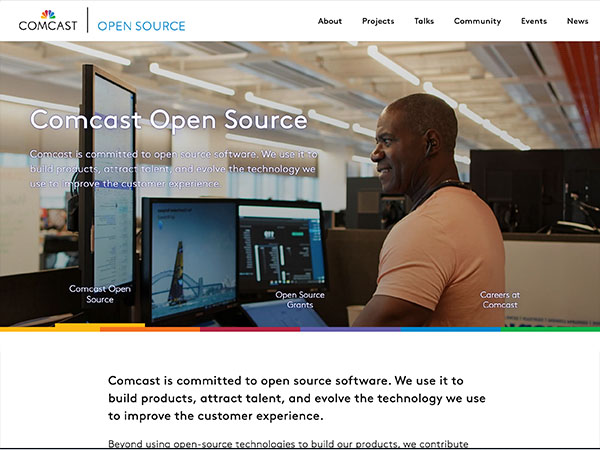 COMCAST OPEN SOURCE
About Projects Talks Community Events News
Comcast Open Source
Comcast is committed to open source software. We use it to
build products, attract talent, and evolve the technology we
use to improve the customer experience.
Comcast Open
Source
Open Source
Grants
Careers at
Comcast
Comcast is committed to open source software. We use it to
build products, attract talent, and evolve the technology we use
to improve the customer experience.
Beyond using open-source technologies to build our products, we contribute